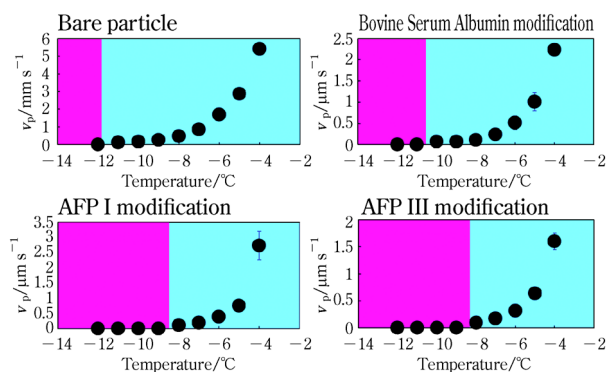 Bare particle
6
5
4
3
2
1
0
vp/mm s−1
−14 −12 −10 −8 −6 −4 −2
Temperature/℃
Bovine Serum Albumin modification
2.5
2
1.5
1
0.5
0
vp/μm s−1
−14 −12 −10 −8 −6 −4 −2
Temperature/℃
AFP I modification
3.5
3
2.5
2
1.5
1
0.5
0
vp/μm s−1
−14 −12 −10 −8 −6 −4 −2
Temperature/℃
AFP III modification
2
1.5
1
0.5
0
vp/μm s−1
−14 −12 −10 −8 −6 −4 −2
Temperature/℃